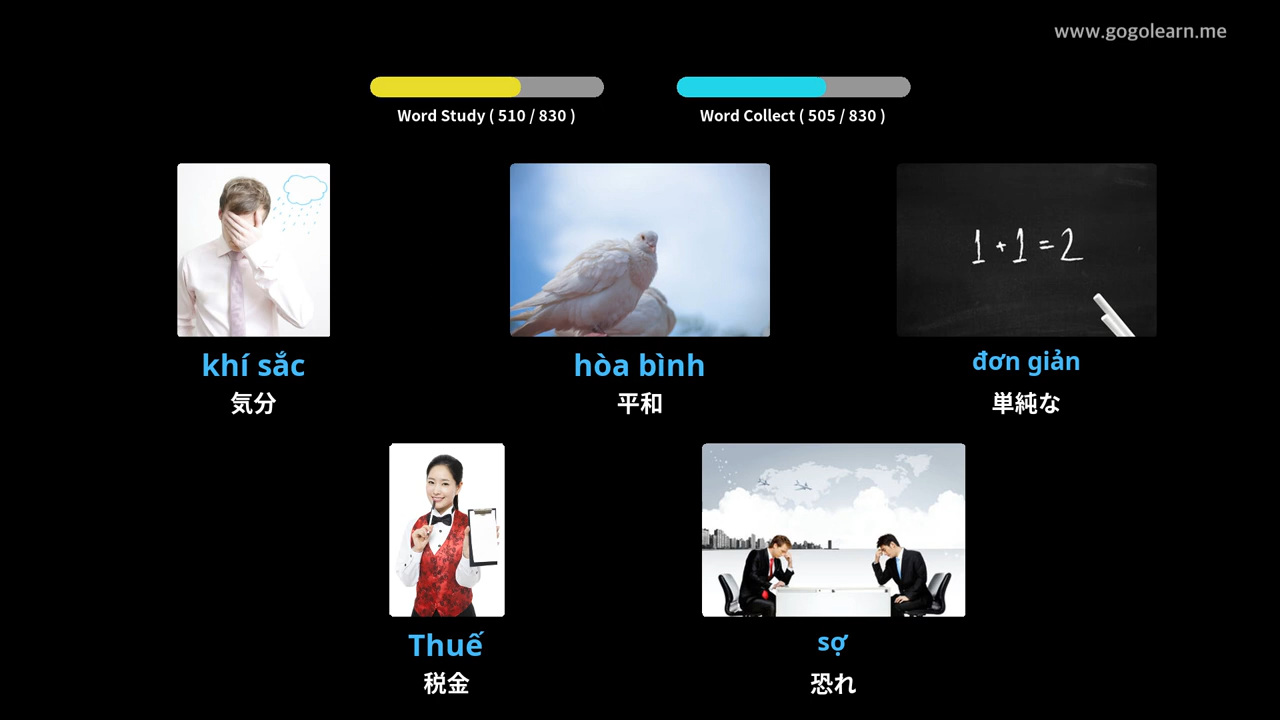 www.gogolearn.me
Word Study ( 510 / 830 )
Word Collect ( 505 / 830 )
1 + 1 = 2
khí sắc
hòa bình
đơn giản
気分
平和
単純な
Thuế
sợ
税金
恐れ